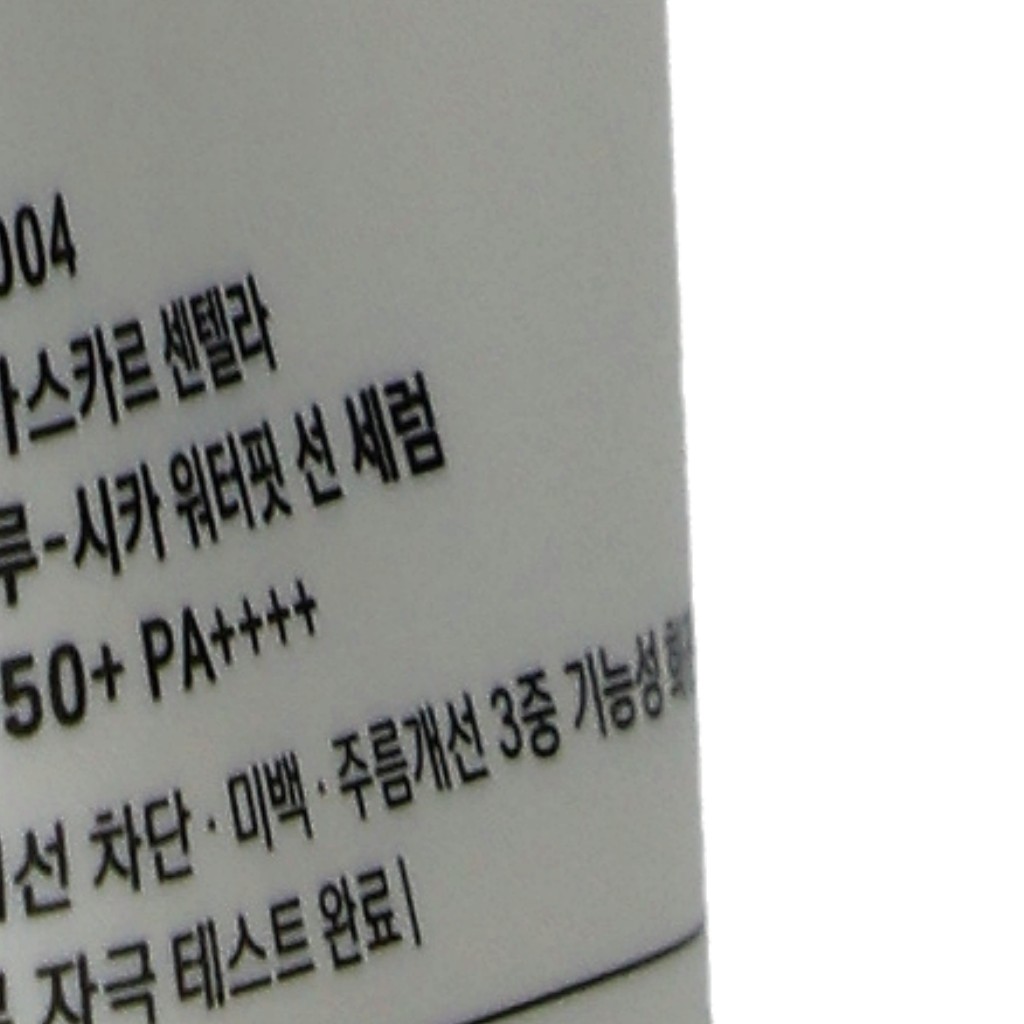 004
스카르 센텔라
루-시카 워터핏 선 세럼
50+ PA++++
선 차단 · 미백 · 주름개선 3중 기능성
자극 테스트 완료|